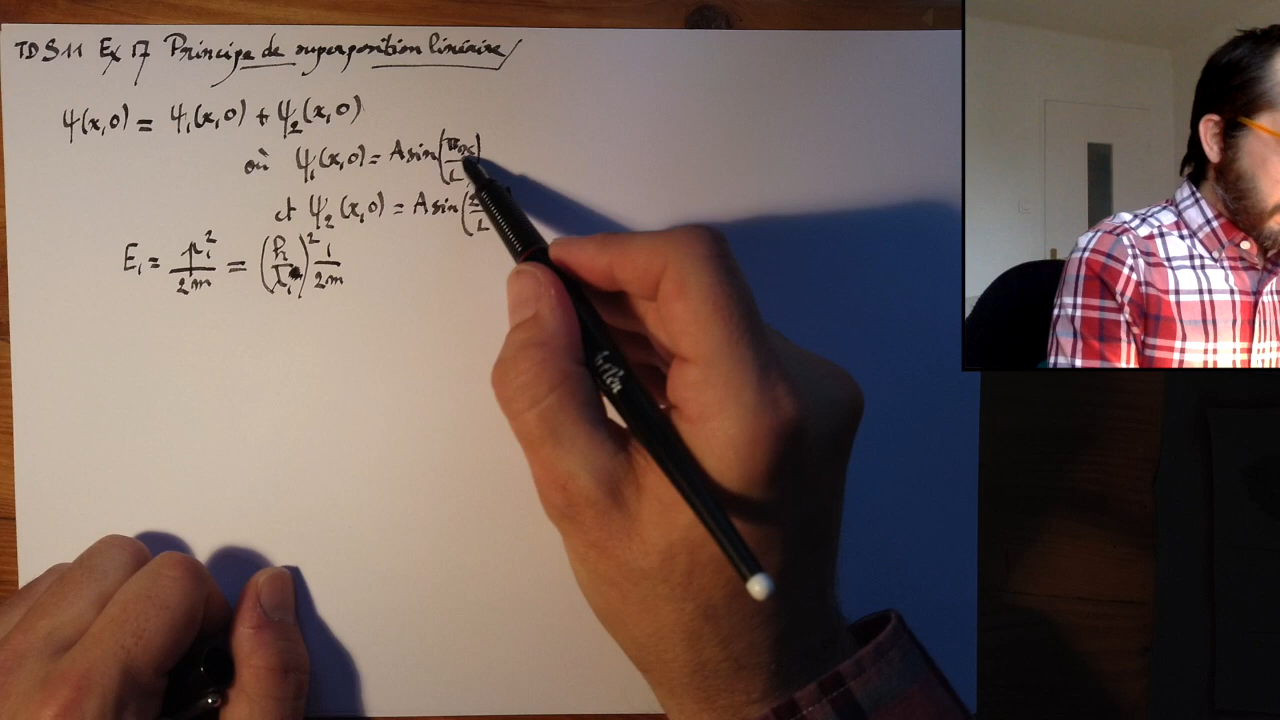 TD S11 Ex 17 Principe de superposition linéaire
ψ(x,0) = ψ₁(x,0) + ψ₂(x,0)
où ψ₁(x,0) = A sin(πx/L)
et ψ₂(x,0) = A sin(2
E₁ = p₁²/2m = (h/λ₁)² 1/2m